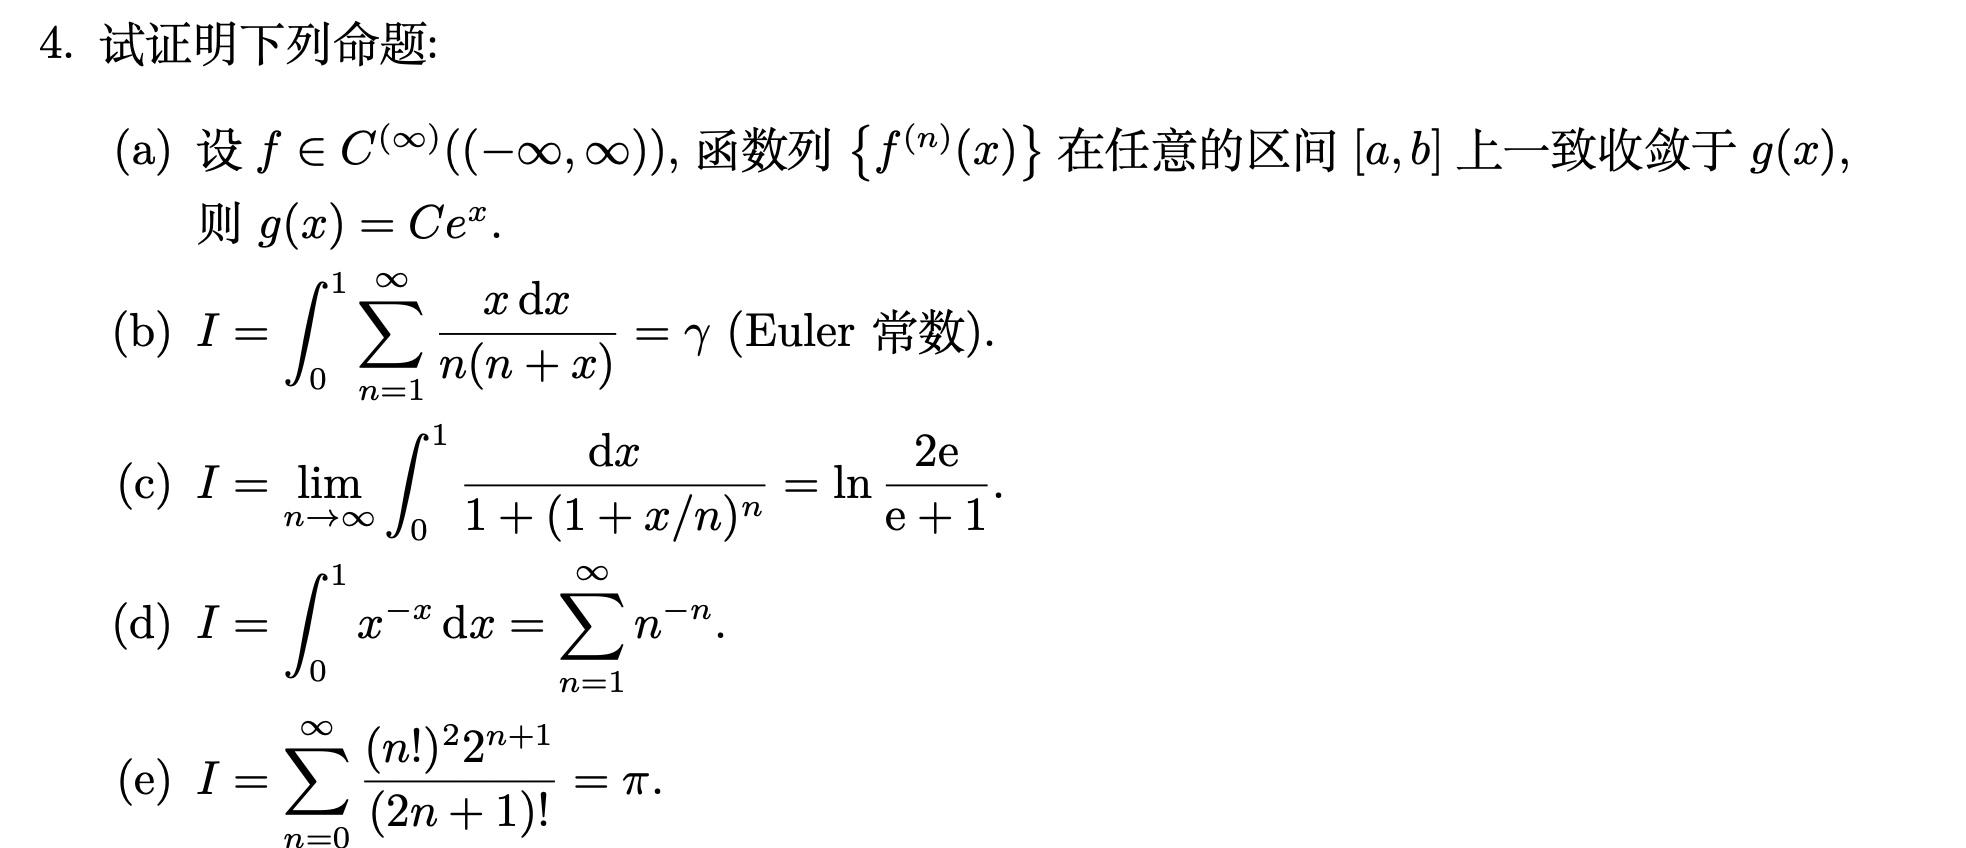 4. 试证明下列命题:
(a) 设 $f \in C^{(\infty)}((-\infty, \infty))$, 函数列 $\{f^{(n)}(x)\}$ 在任意的区间 $[a, b]$ 上一致收敛于 $g(x)$,
则 $g(x) = Ce^x$.
(b) $I = \int_0^1 \sum_{n=1}^{\infty} \frac{x \, \mathrm{d}x}{n(n+x)} = \gamma$ (Euler 常数).
(c) $I = \lim_{n \to \infty} \int_0^1 \frac{\mathrm{d}x}{1 + (1 + x/n)^n} = \ln \frac{2\mathrm{e}}{\mathrm{e}+1}$.
(d) $I = \int_0^1 x^{-x} \, \mathrm{d}x = \sum_{n=1}^{\infty} n^{-n}$.
(e) $I = \sum_{n=0}^{\infty} \frac{(n!)^2 2^{n+1}}{(2n+1)!} = \pi$.